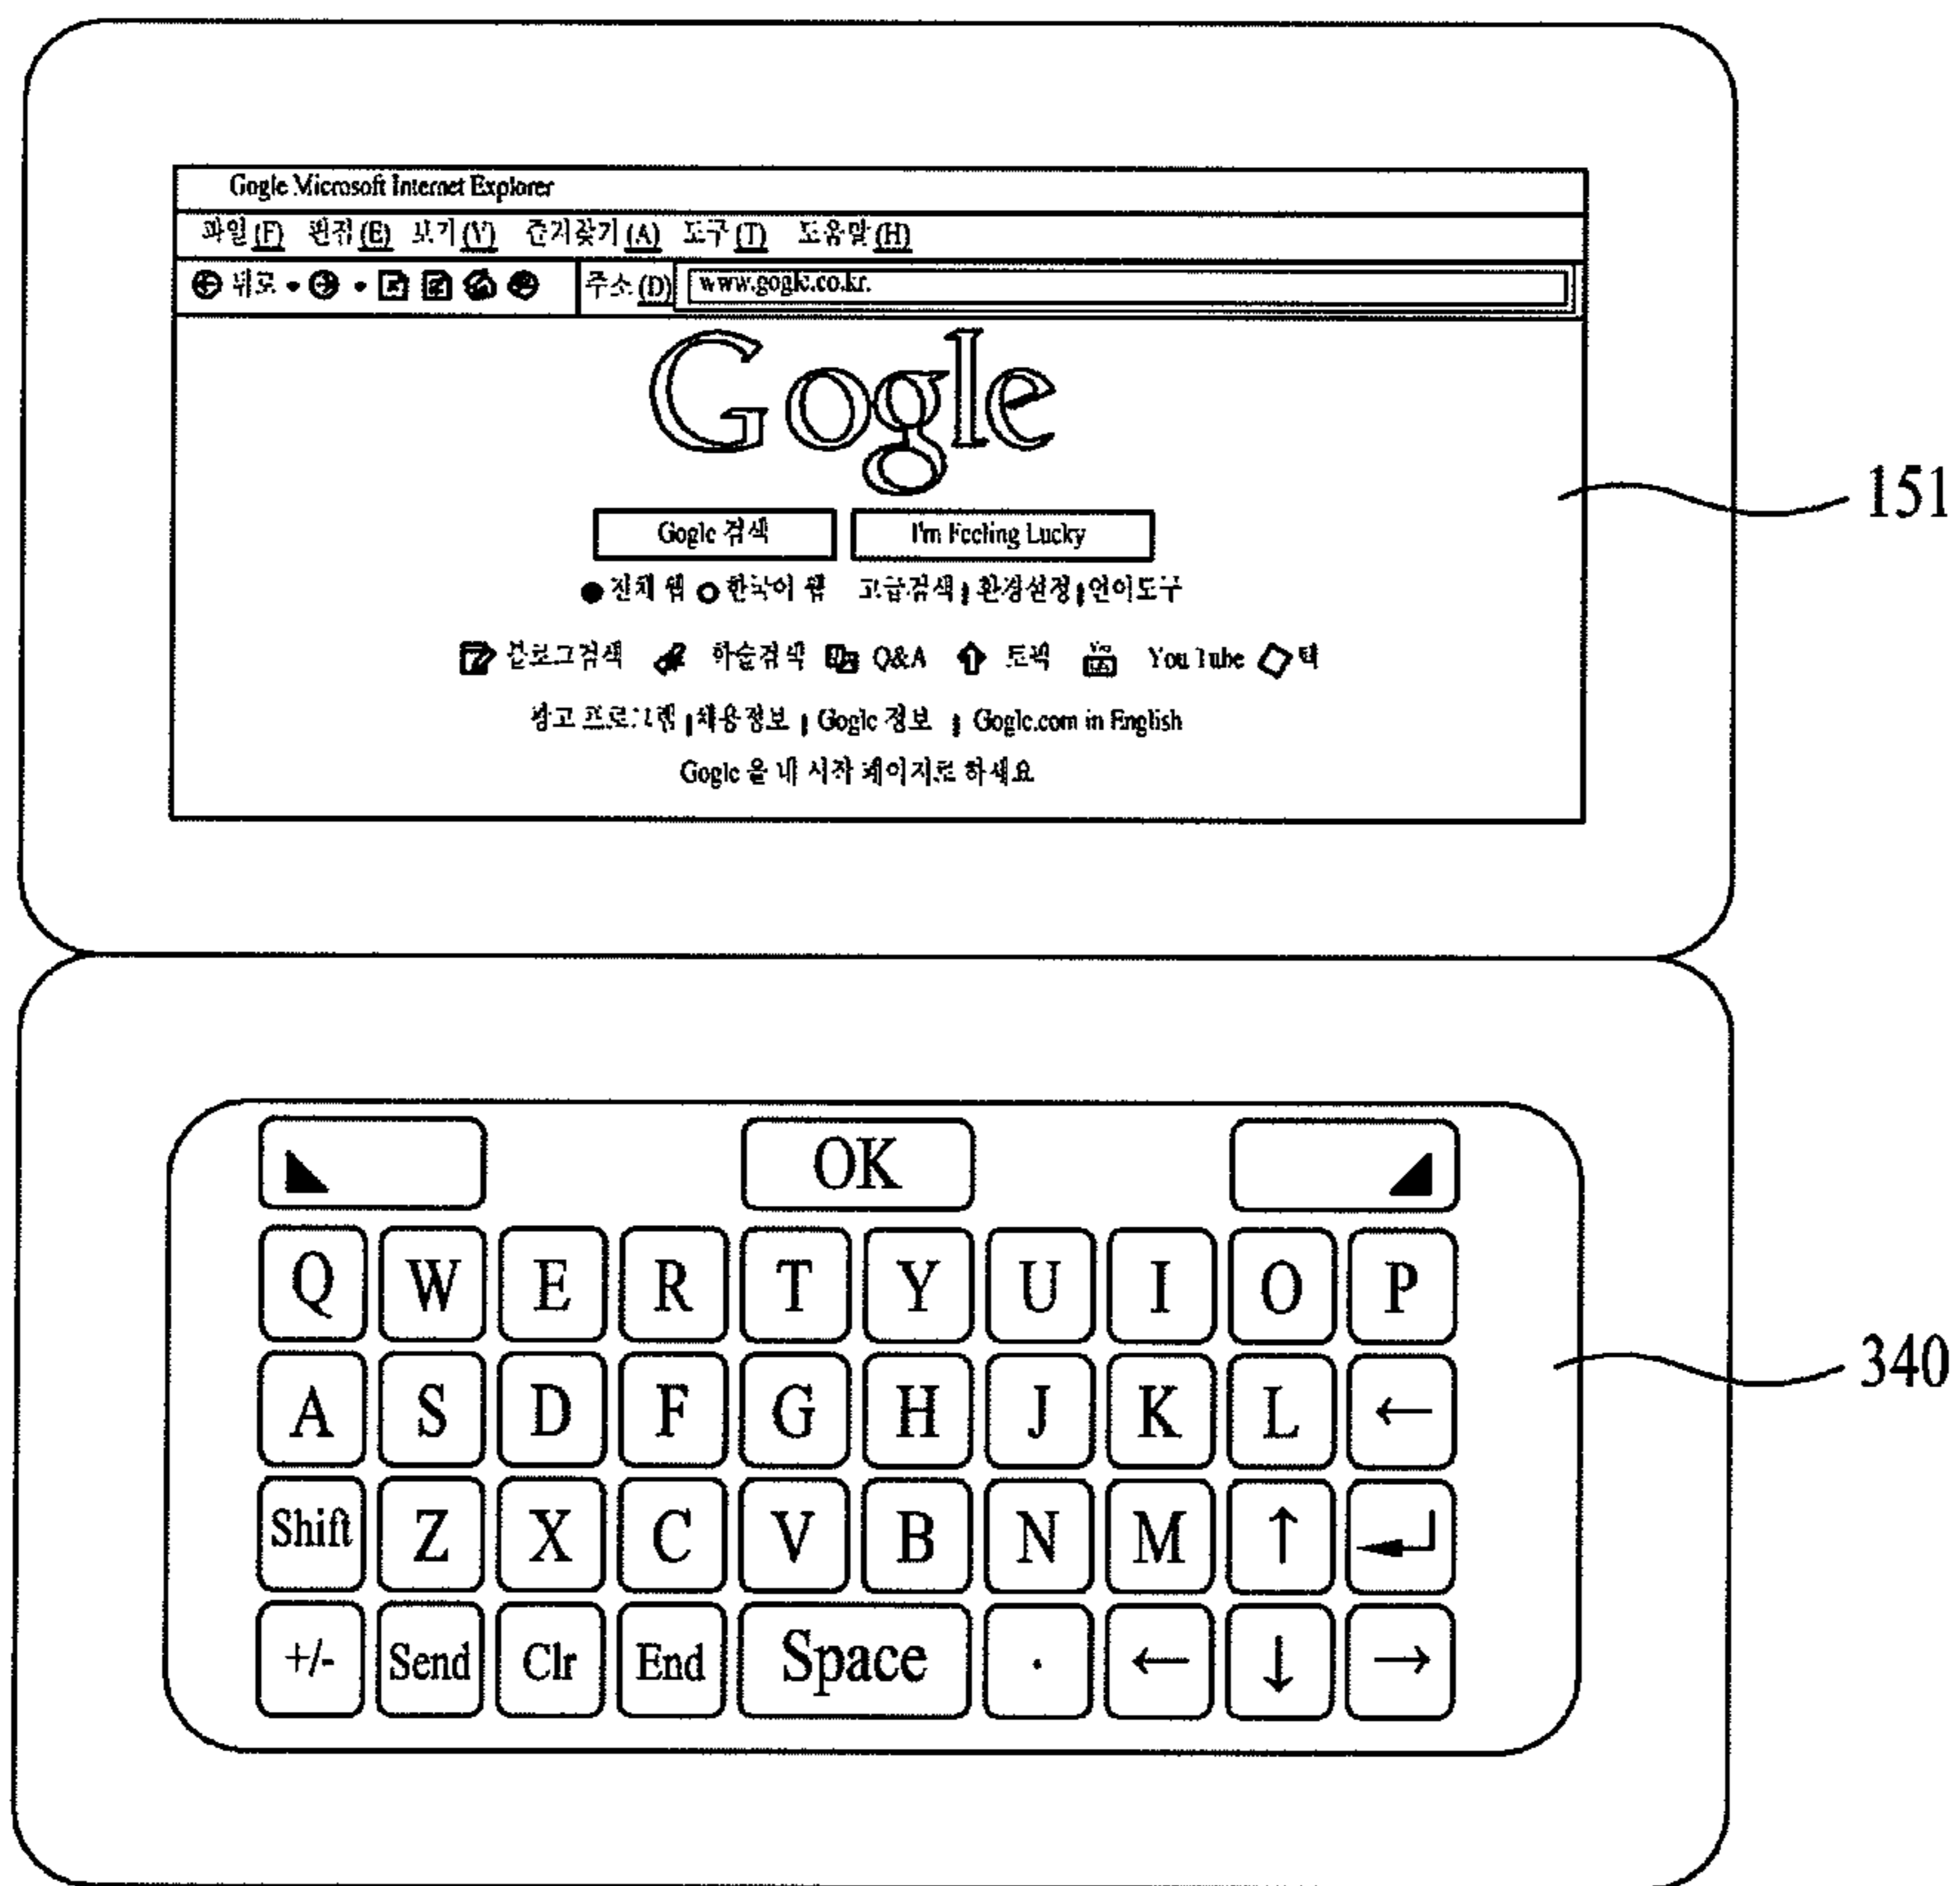 Gogle Microsoft Internet Explorer
파일(F) 편집(E) 보기(V) 즐겨찾기(A) 도구(T) 도움말(H)
뒤로 주소(D) www.gogle.co.kr.
Gogle
Gogle 검색 I'm Feeling Lucky
전체 웹 한국어 웹 고급검색 | 환경설정 | 언어도구
블로그검색 학술검색 Q&A 토픽 You Tube
광고 프로그램 | 채용정보 | Gogle 정보 | Gogle.com in English
Gogle 을 내 시작 페이지로 하세요
151
OK
Q W E R T Y U I O P
340
A S D F G H J K L ←
Shift Z X C V B N M ↑ ↵
+/- Send Clr End Space . ← ↓ →